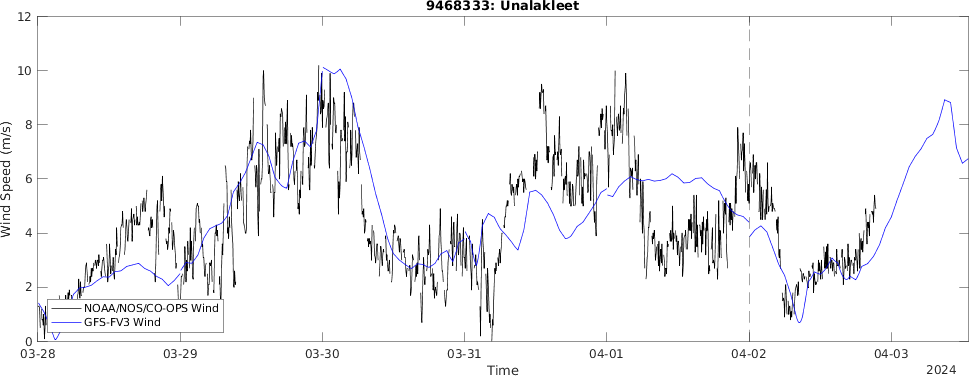 9468333: Unalakleet
Wind Speed (m/s)
12
10
8
6
4
2
0
NOAA/NOS/CO-OPS Wind
GFS-FV3 Wind
03-28 03-29 03-30 03-31 04-01 04-02 04-03
Time
2024